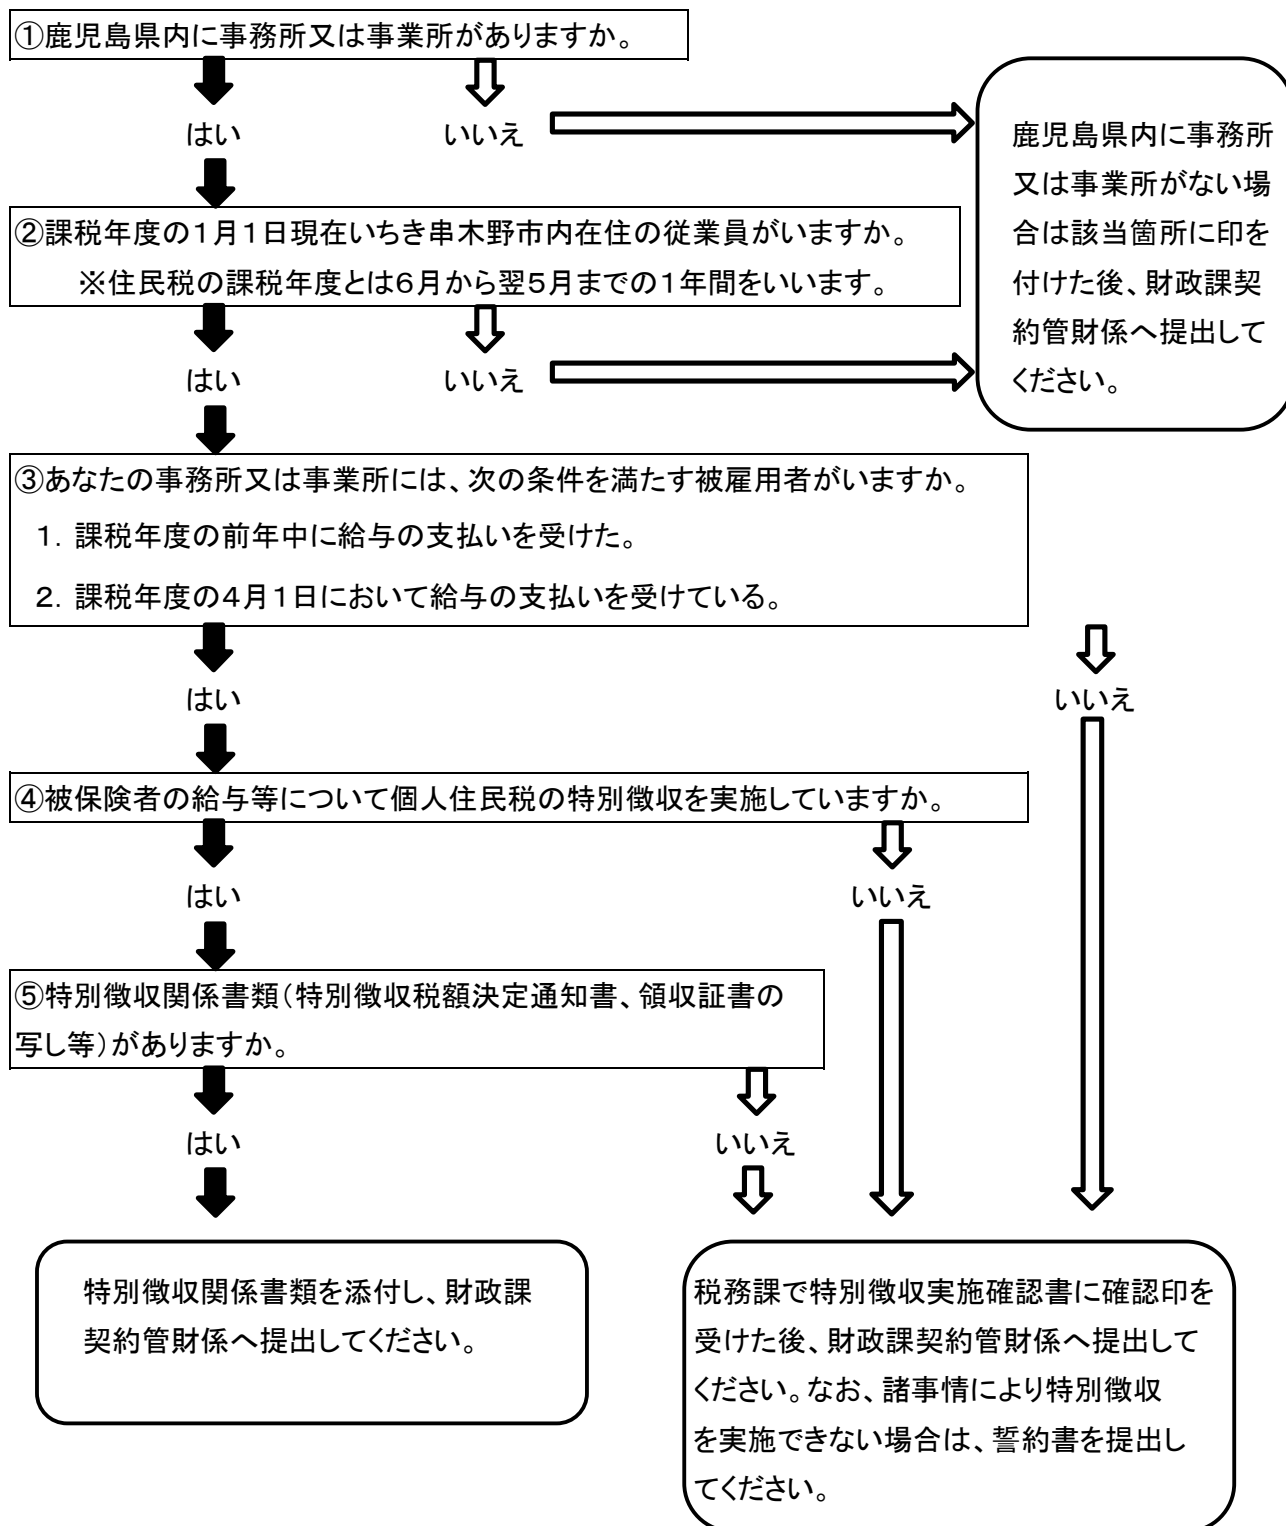 ①鹿児島県内に事務所又は事業所がありますか。
はい
いいえ
鹿児島県内に事務所
又は事業所がない場
合は該当箇所に印を
付けた後、財政課契
約管財係へ提出して
ください。
②課税年度の1月1日現在いちき串木野市内在住の従業員がいますか。
※住民税の課税年度とは6月から翌5月までの1年間をいいます。
はい
いいえ
③あなたの事務所又は事業所には、次の条件を満たす被雇用者がいますか。
1．課税年度の前年中に給与の支払いを受けた。
2．課税年度の4月1日において給与の支払いを受けている。
はい
いいえ
④被保険者の給与等について個人住民税の特別徴収を実施していますか。
はい
いいえ
⑤特別徴収関係書類（特別徴収税額決定通知書、領収証書の
写し等）がありますか。
はい
いいえ
特別徴収関係書類を添付し、財政課
契約管財係へ提出してください。
税務課で特別徴収実施確認書に確認印を
受けた後、財政課契約管財係へ提出して
ください。なお、諸事情により特別徴収
を実施できない場合は、誓約書を提出し
てください。